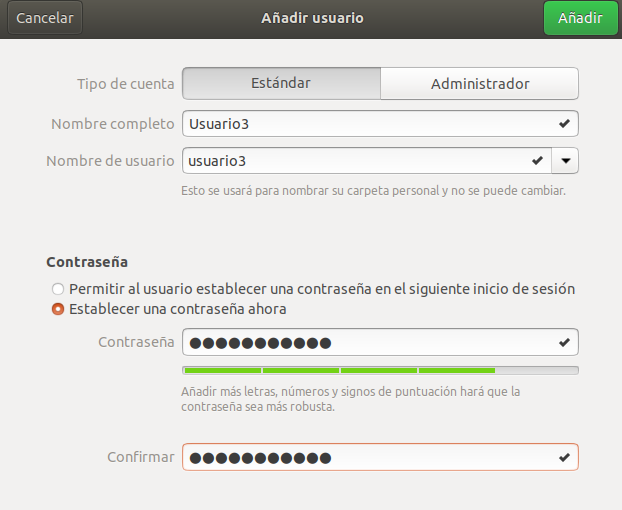 Cancelar Añadir usuario Añadir
Tipo de cuenta Estándar Administrador
Nombre completo Usuario3
Nombre de usuario usuario3
Esto se usará para nombrar su carpeta personal y no se puede cambiar.
Contraseña
Permitir al usuario establecer una contraseña en el siguiente inicio de sesión
Establecer una contraseña ahora
Contraseña ●●●●●●●●●●●
Añadir más letras, números y signos de puntuación hará que la
contraseña sea más robusta.
Confirmar ●●●●●●●●●●●